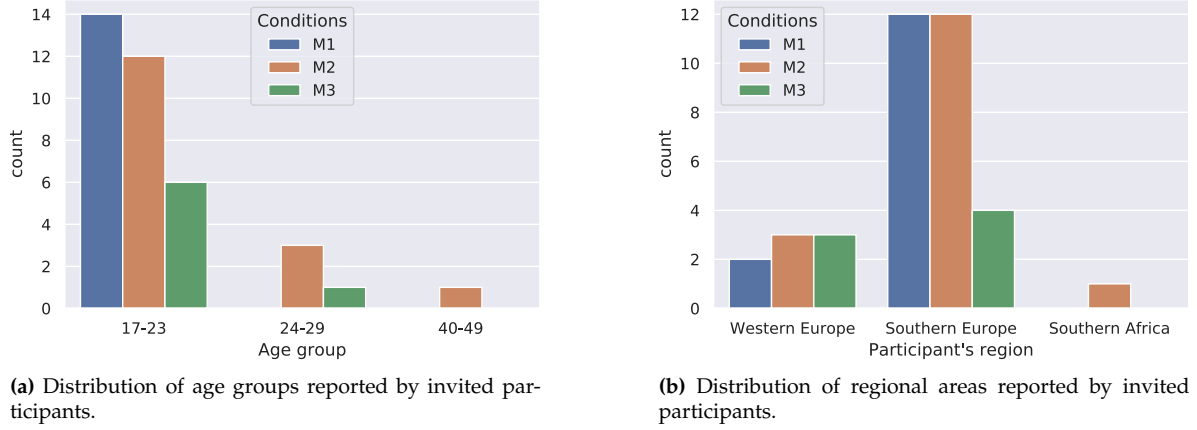 Conditions
M1
M2
M3
14
12
10
8
6
4
2
0
count
17-23
24-29
40-49
Age group
(a) Distribution of age groups reported by invited par-
ticipants.
Conditions
M1
M2
M3
12
10
8
6
4
2
0
count
Western Europe
Southern Europe
Southern Africa
Participant's region
(b) Distribution of regional areas reported by invited
participants.